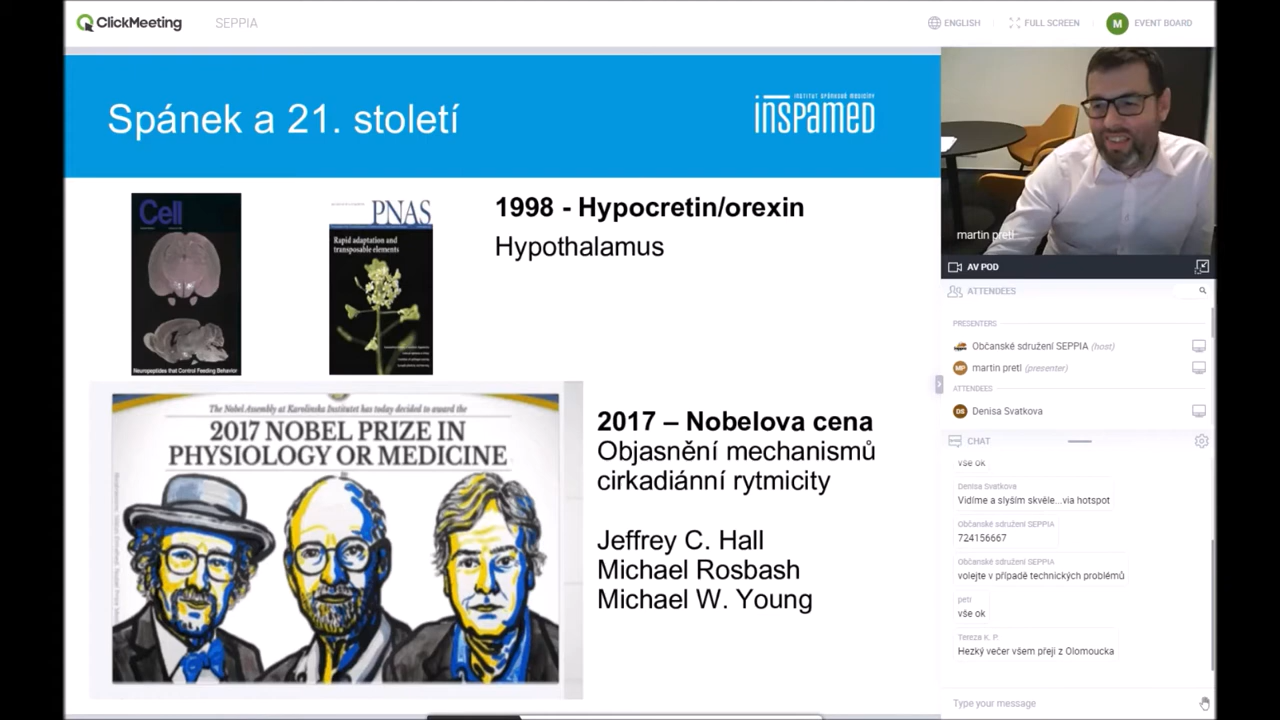 ClickMeeting
SEPPIA
ENGLISH
FULL SCREEN
M
EVENT BOARD
Spánek a 21. století
INSTITUT SPÁNKOVÉ MEDICÍNY
inspamed
Cell
Neuropeptides that Control Feeding Behavior
PNAS
Rapid adaptation and
transposable elements
1998 - Hypocretin/orexin
Hypothalamus
The Nobel Assembly at Karolinska Institutet has today decided to award the
2017 NOBEL PRIZE IN
PHYSIOLOGY OR MEDICINE
2017 – Nobelova cena
Objasnění mechanismů
cirkadiánní rytmicity
Jeffrey C. Hall
Michael Rosbash
Michael W. Young
martin pretl
AV POD
ATTENDEES
PRESENTERS
Občanské sdružení SEPPIA (host)
MP
martin pretl (presenter)
ATTENDEES
DS
Denisa Svatkova
CHAT
vše ok
Denisa Svatkova
Vidíme a slyším skvěle...via hotspot
Občanské sdružení SEPPIA
724156667
Občanské sdružení SEPPIA
volejte v případě technických problémů
petr
vše ok
Tereza K. P.
Hezký večer všem přeji z Olomoucka
Type your message